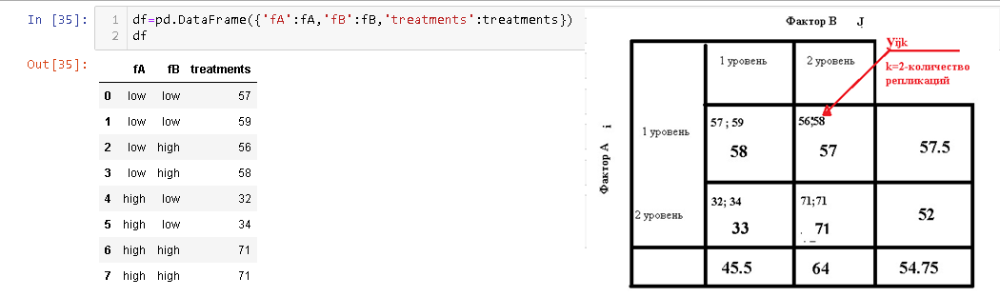 In [35]:
1 df=pd.DataFrame({'fA':fA,'fB':fB,'treatments':treatments})
2 df
Out[35]:
fA fB treatments
0 low low 57
1 low low 59
2 low high 56
3 low high 58
4 high low 32
5 high low 34
6 high high 71
7 high high 71
Фактор В J
Yijk
k=2-количество
репликаций
1 уровень 2 уровень
Фактор А i
1 уровень
57 ; 59 56;58
58 57 57.5
2 уровень
32; 34 71;71
33 71 52
45.5 64 54.75